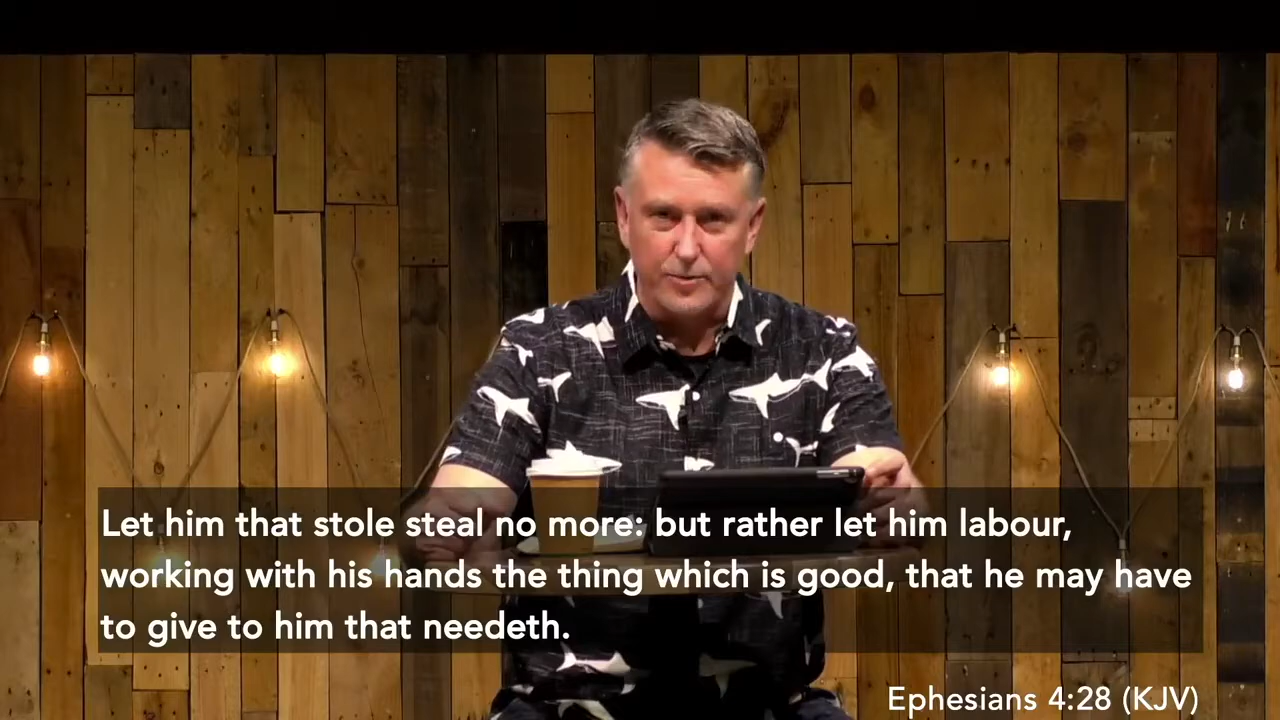 Let him that stole steal no more: but rather let him labour,
working with his hands the thing which is good, that he may have
to give to him that needeth.
Ephesians 4:28 (KJV)